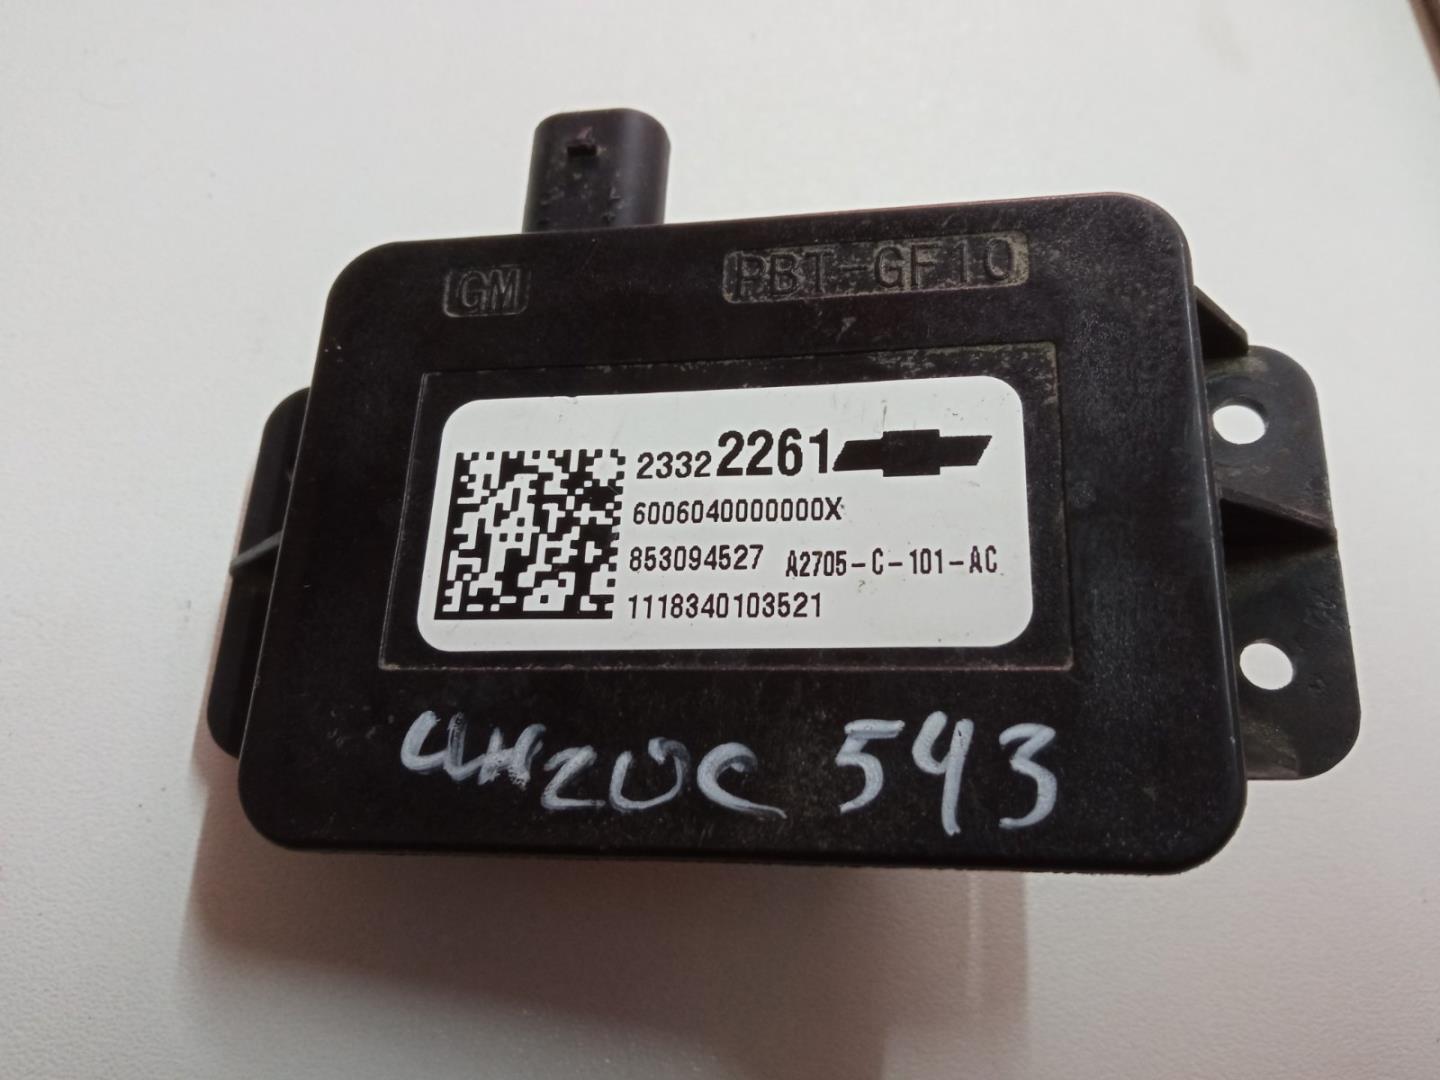 GM PBT-GF10
23322261
6006040000000X
853094527 A2705-C-101-AC
1118340103521
543